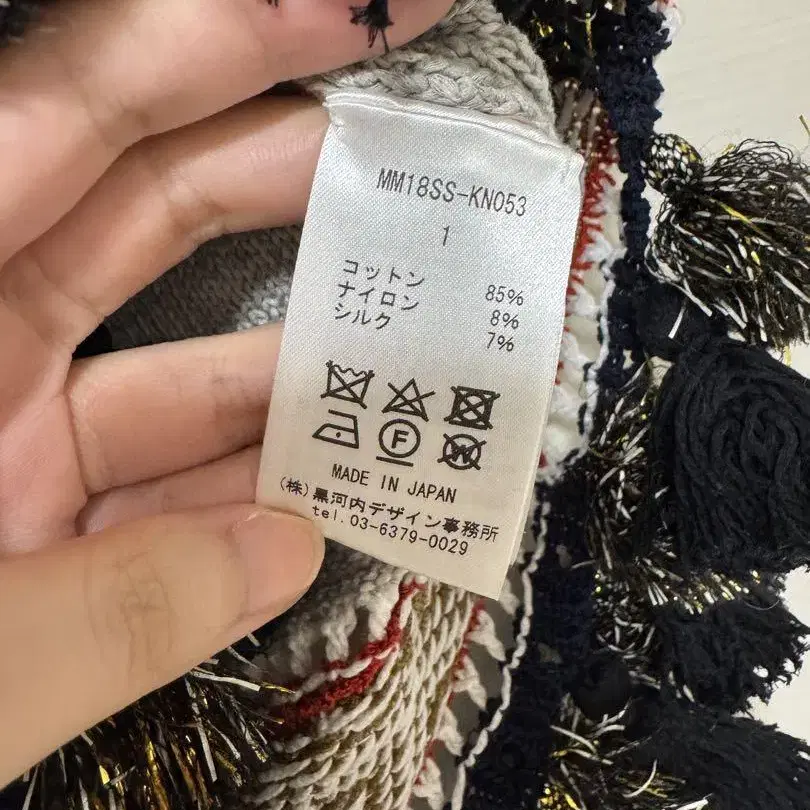 MM18SS-KN053
1
コットン 85%
ナイロン 8%
シルク 7%
F
W
MADE IN JAPAN
(株)黒河内デザイン事務所
tel.03-6379-0029